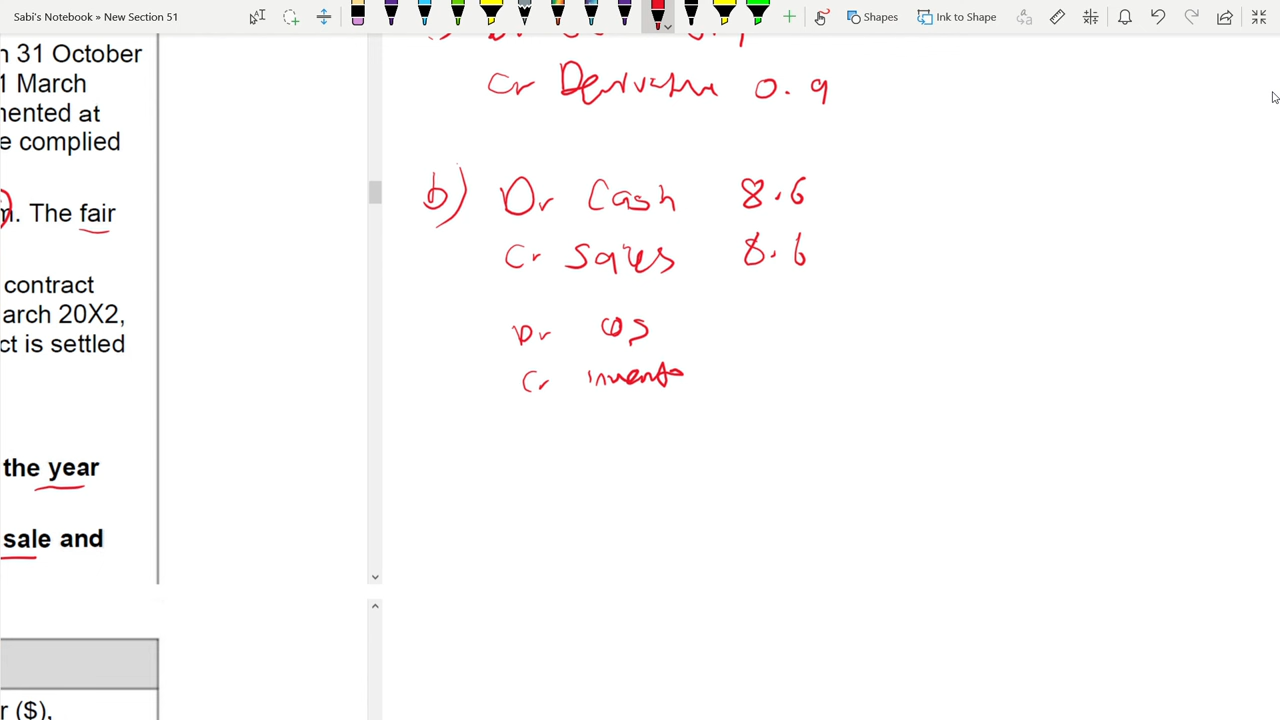 Sabi's Notebook » New Section 51
Shapes
Ink to Shape
n 31 October
1 March
nented at
e complied
n. The fair
contract
arch 20X2,
ct is settled
the year
sale and
r ($),
Cr Derivative 0.9
b) Dr Cash 8.6
Cr Sales 8.6
Dr COS
Cr invento